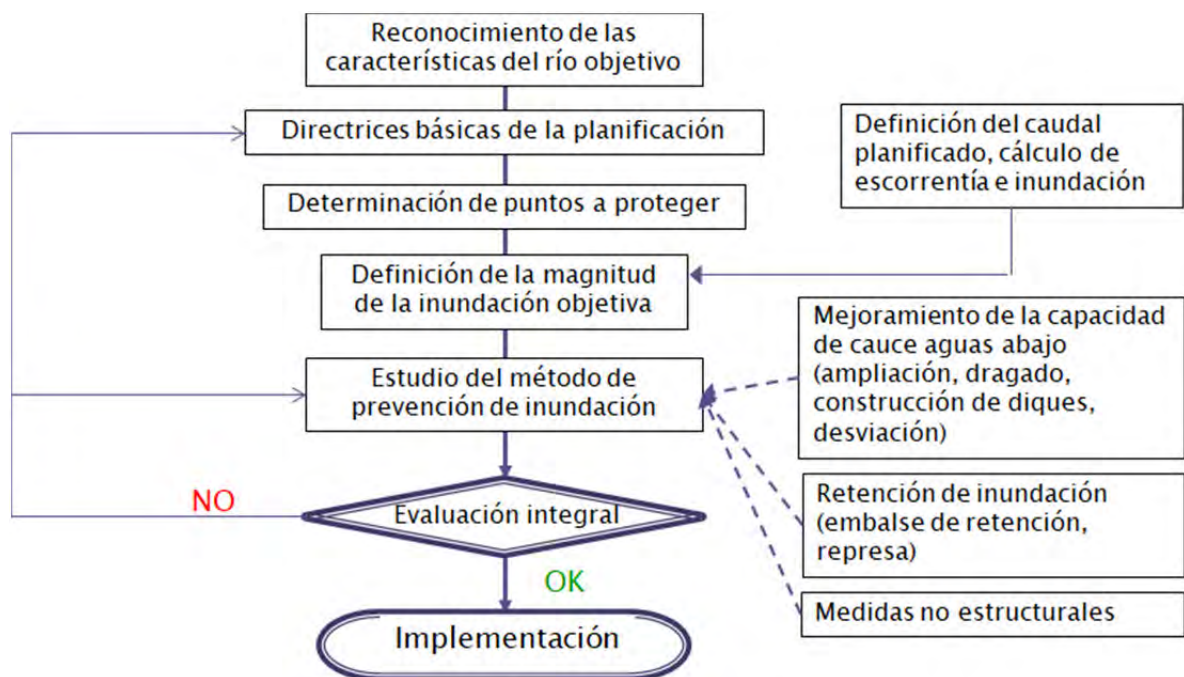 Reconocimiento de las
características del río objetivo
Directrices básicas de la planificación
Determinación de puntos a proteger
Definición de la magnitud
de la inundación objetiva
Estudio del método de
prevención de inundación
NO
Evaluación integral
OK
Implementación
Definición del caudal
planificado, cálculo de
escorrentía e inundación
Mejoramiento de la capacidad
de cauce aguas abajo
(ampliación, dragado,
construcción de diques,
desviación)
Retención de inundación
(embalse de retención,
represa)
Medidas no estructurales